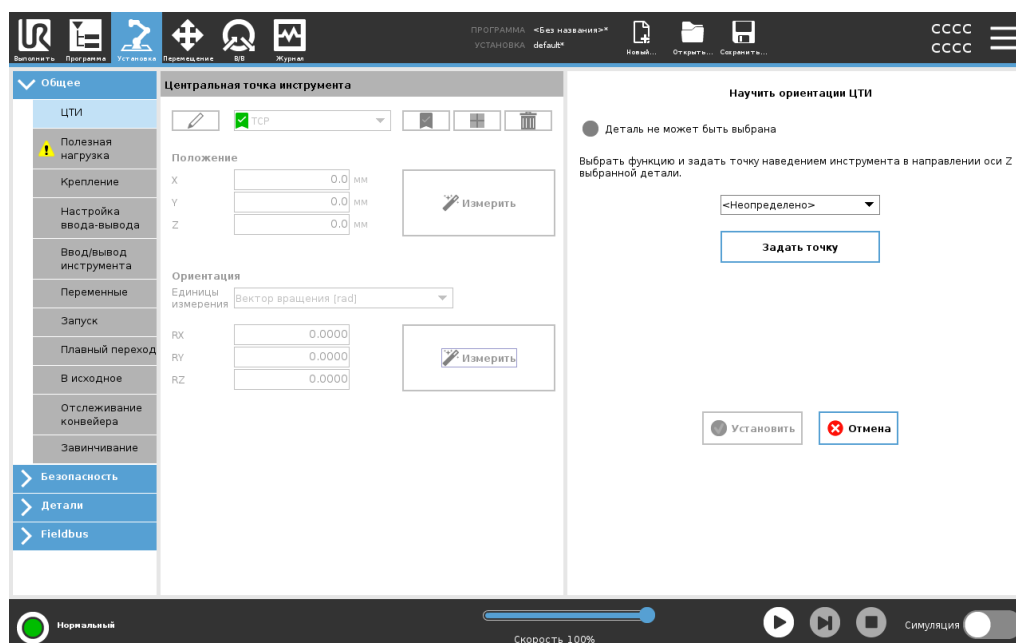 ПРОГРАММА <Без названия>*
УСТАНОВКА default*
Выполнить Программа Установка Перемещение В/В Журнал
Новый... Открыть... Сохранить...
CCCC
CCCC
Общее
ЦТИ
Полезная
нагрузка
Крепление
Настройка
ввода-вывода
Ввод/вывод
инструмента
Переменные
Запуск
Плавный переход
В исходное
Отслеживание
конвейера
Завинчивание
Безопасность
Детали
Fieldbus
Центральная точка инструмента
TCP
Положение
X 0.0 мм
Y 0.0 мм
Z 0.0 мм
Измерить
Ориентация
Единицы
измерения
Вектор вращения [rad]
RX 0.0000
RY 0.0000
RZ 0.0000
Измерить
Научить ориентации ЦТИ
Деталь не может быть выбрана
Выбрать функцию и задать точку наведением инструмента в направлении оси Z
выбранной детали.
<Неопределено>
Задать точку
Установить
Отмена
Нормальный
Скорость 100%
Симуляция